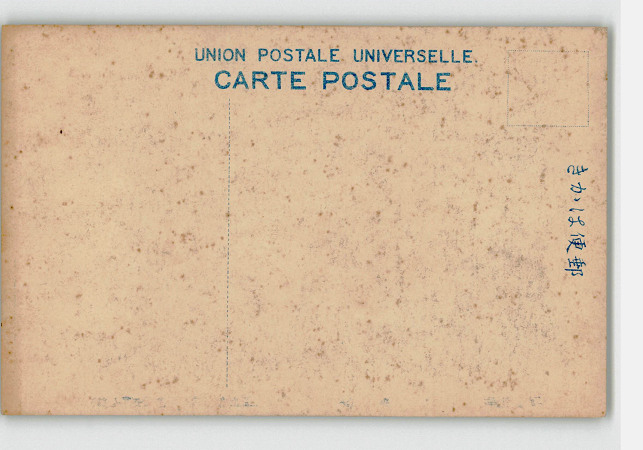 UNION POSTALE UNIVERSELLE.
CARTE POSTALE
きかは便郵